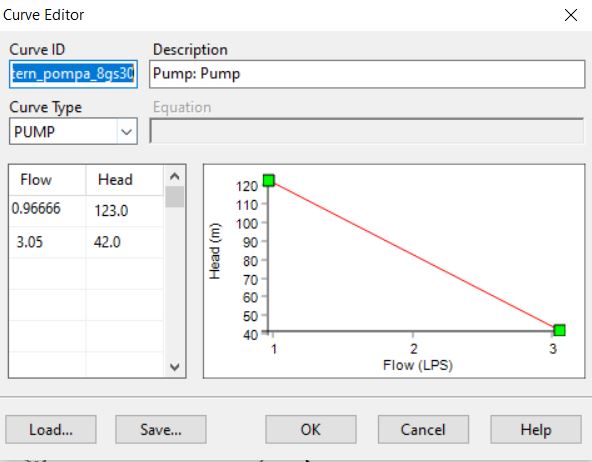 Curve Editor
Curve ID Description
tern_pompa_8gs30 Pump: Pump
Curve Type Equation
PUMP
Flow Head
0.96666 123.0
3.05 42.0
Head (m)
120
110
100
90
80
70
60
50
40
1 2 3
Flow (LPS)
Load... Save... OK Cancel Help